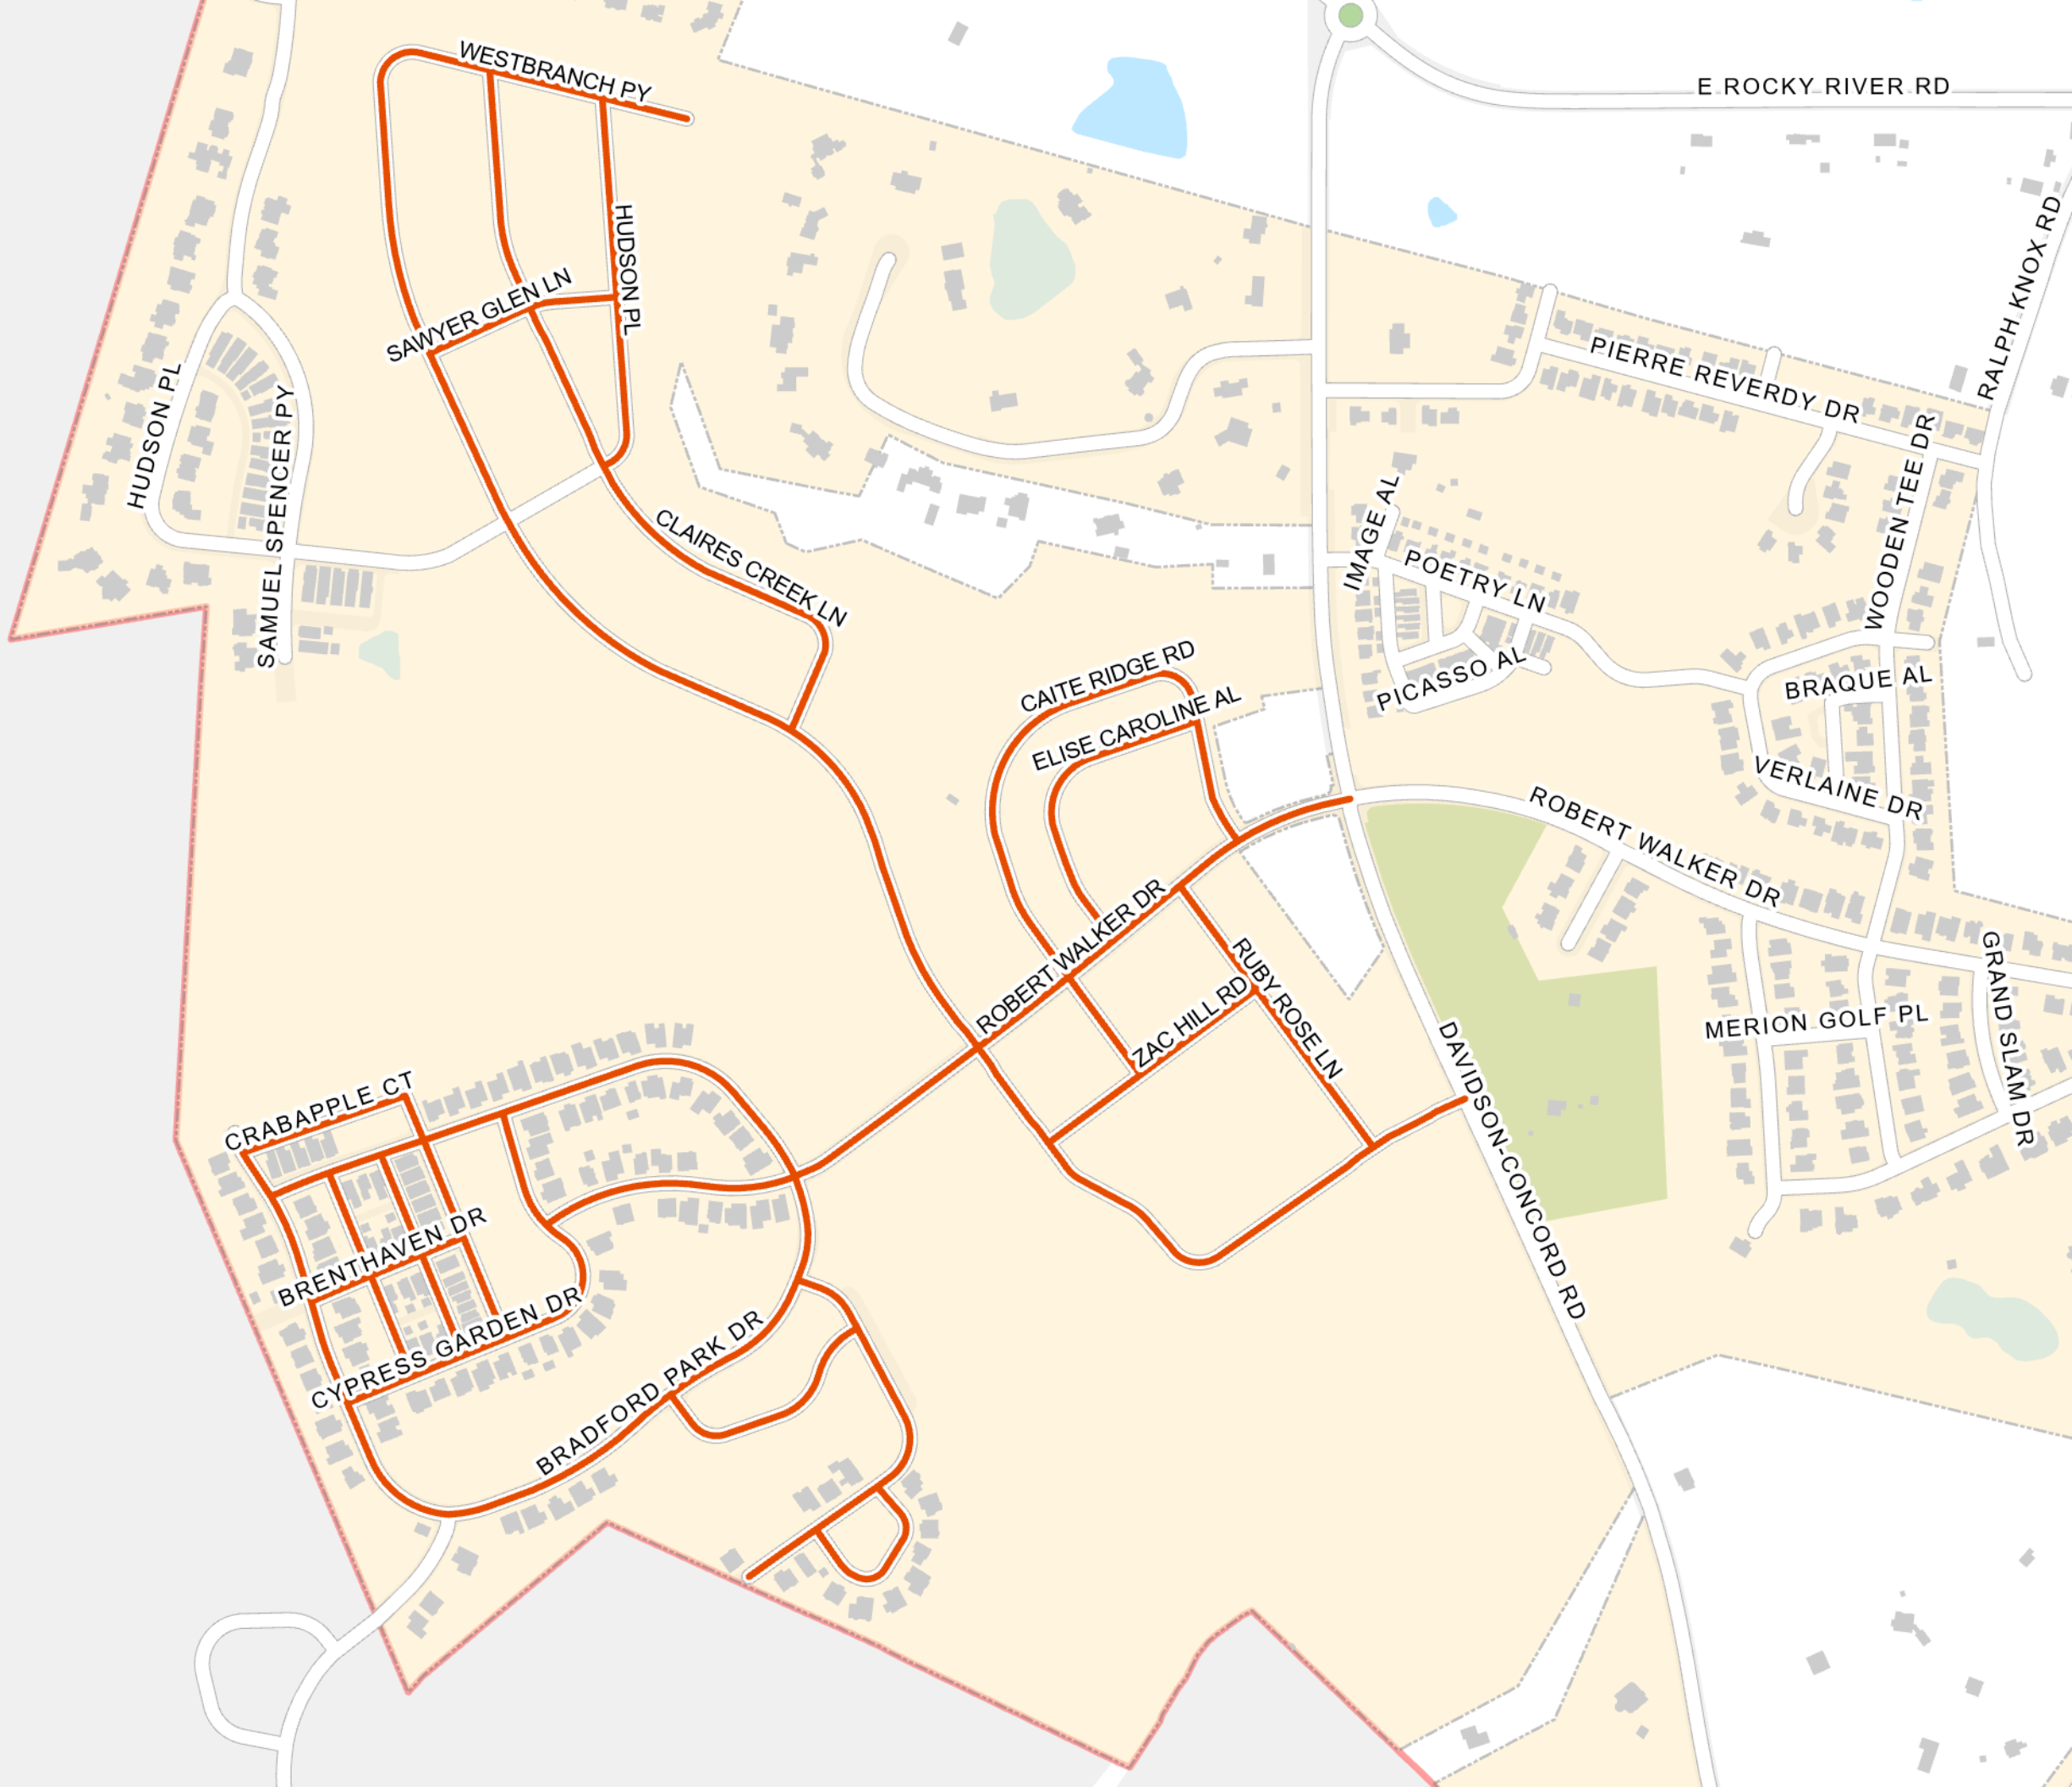 WESTBRANCH PY
E ROCKY RIVER RD
HUDSON PL
RALPH KNOX RD
SAWYER GLEN LN
PIERRE REVERDY DR
HUDSON PL
SAMUEL SPENCER PY
WOODEN TEE DR
IMAGE AL
CLAIRES CREEK LN
POETRY LN
CAITE RIDGE RD
PICASSO AL
BRAQUE AL
ELISE CAROLINE AL
VERLAINE DR
ROBERT WALKER DR
ROBERT WALKER DR
RUBY ROSE LN
GRAND SLAM DR
ZAC HILL RD
MERION GOLF PL
CRABAPPLE CT
DAVIDSON-CONCORD RD
BRENTHAVEN DR
CYPRESS GARDEN DR
BRADFORD PARK DR